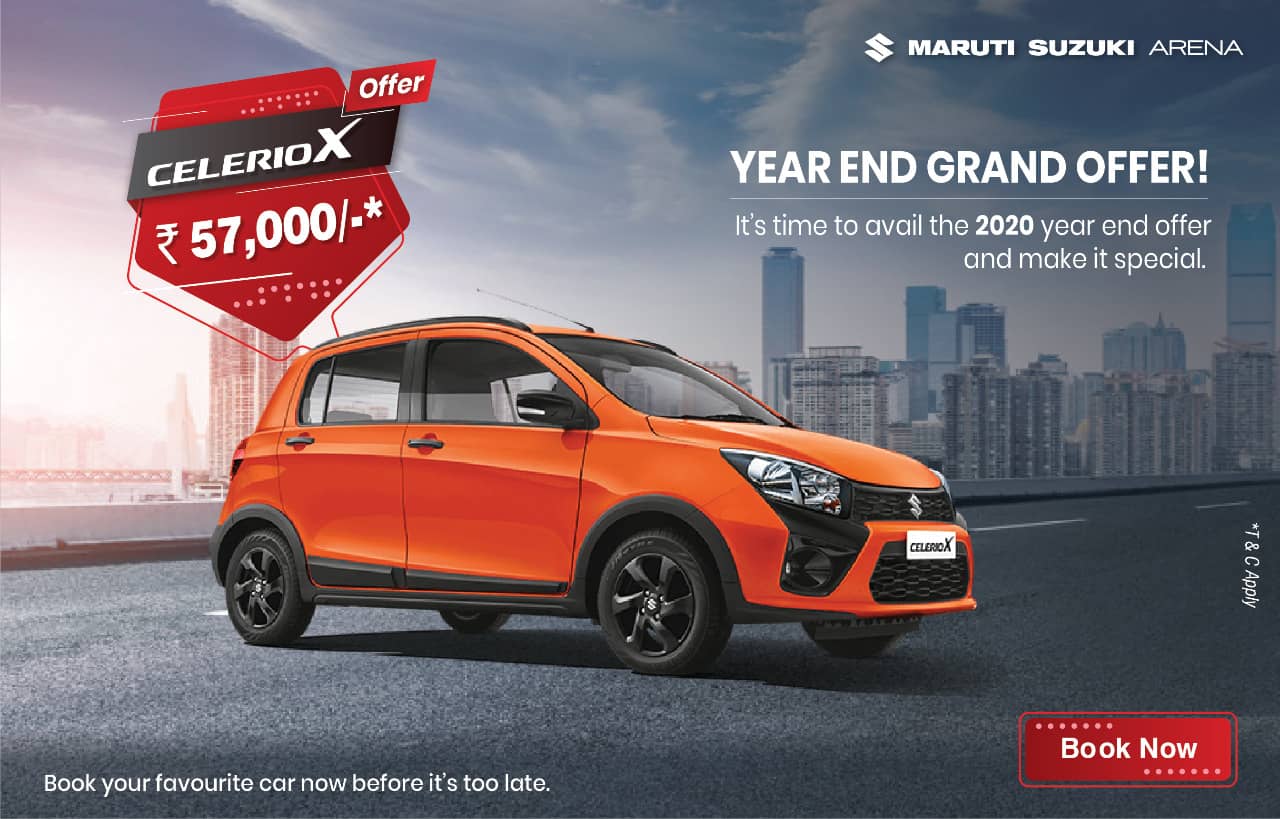 MARUTI SUZUKI ARENA
Offer
CELERIOX
₹ 57,000/-*
YEAR END GRAND OFFER!
It's time to avail the 2020 year end offer
and make it special.
CELERIOX
*T & C Apply
Book Now
Book your favourite car now before it's too late.